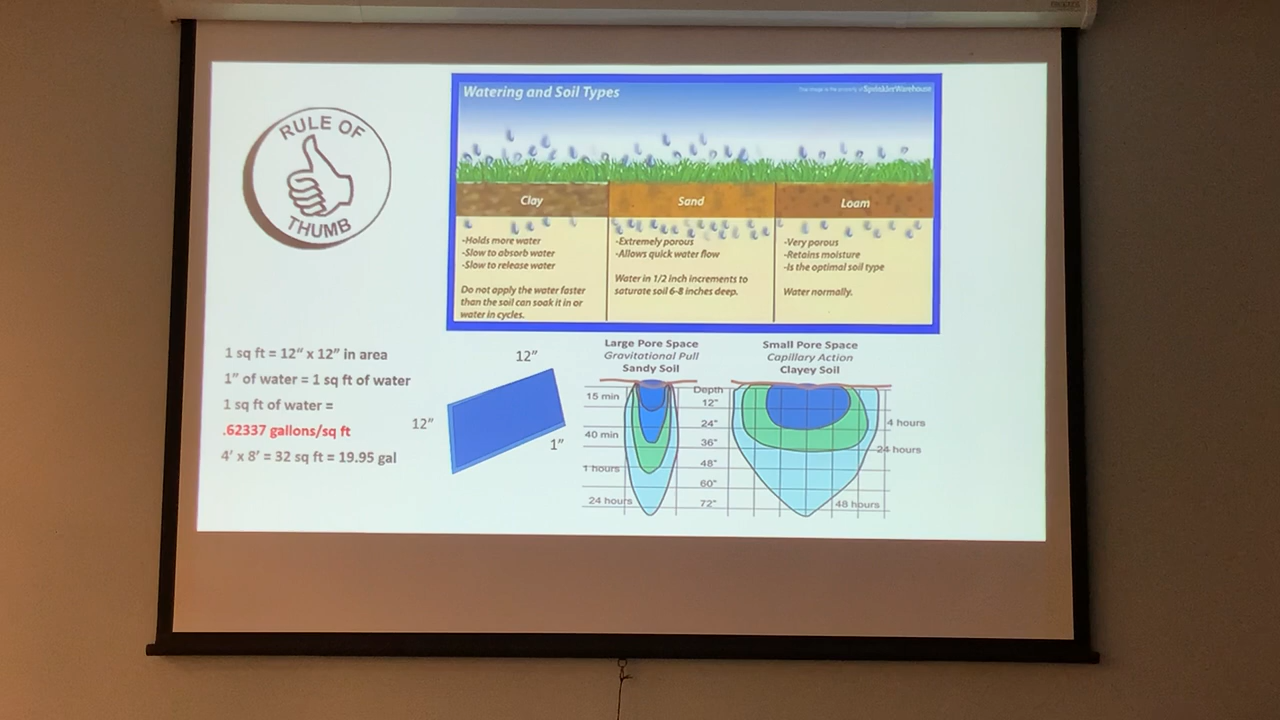 RULE OF
THUMB
Watering and Soil Types
This image is the property of SprinklerWarehouse
Clay
-Holds more water
-Slow to absorb water
-Slow to release water
Do not apply the water faster
than the soil can soak it in or
water in cycles.
Sand
-Extremely porous
-Allows quick water flow
Water in 1/2 inch increments to
saturate soil 6-8 inches deep.
Loam
-Very porous
-Retains moisture
-Is the optimal soil type
Water normally.
1 sq ft = 12" x 12" in area
1" of water = 1 sq ft of water
1 sq ft of water =
.62337 gallons/sq ft
4' x 8' = 32 sq ft = 19.95 gal
12"
12"
1"
Large Pore Space
Gravitational Pull
Sandy Soil
15 min
40 min
1 hours
24 hours
Depth
12"
24"
36"
48"
60"
72"
Small Pore Space
Capillary Action
Clayey Soil
4 hours
24 hours
48 hours